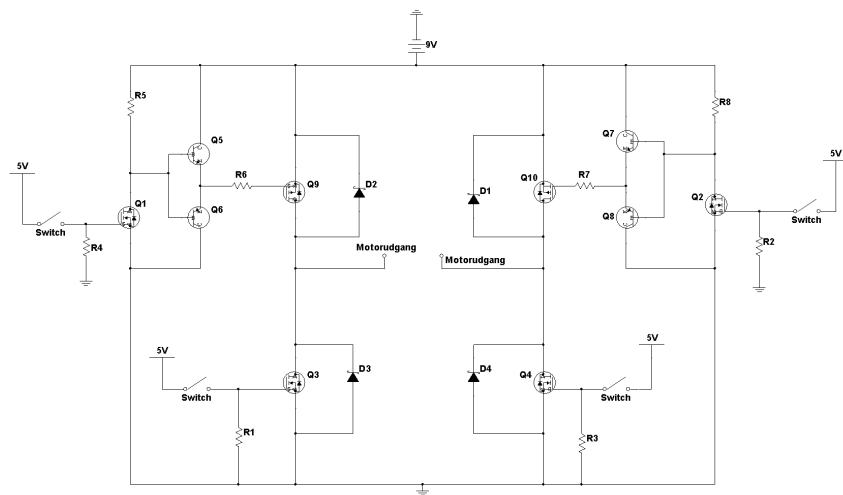 9V
R5
R8
Q5
Q7
5V
5V
R6
R7
Q9
D2
D1
Q10
Q1
Q2
Switch
Switch
Q6
Q8
R4
R2
Motorudgang
Motorudgang
5V
5V
Q3
D3
D4
Q4
Switch
Switch
R1
R3